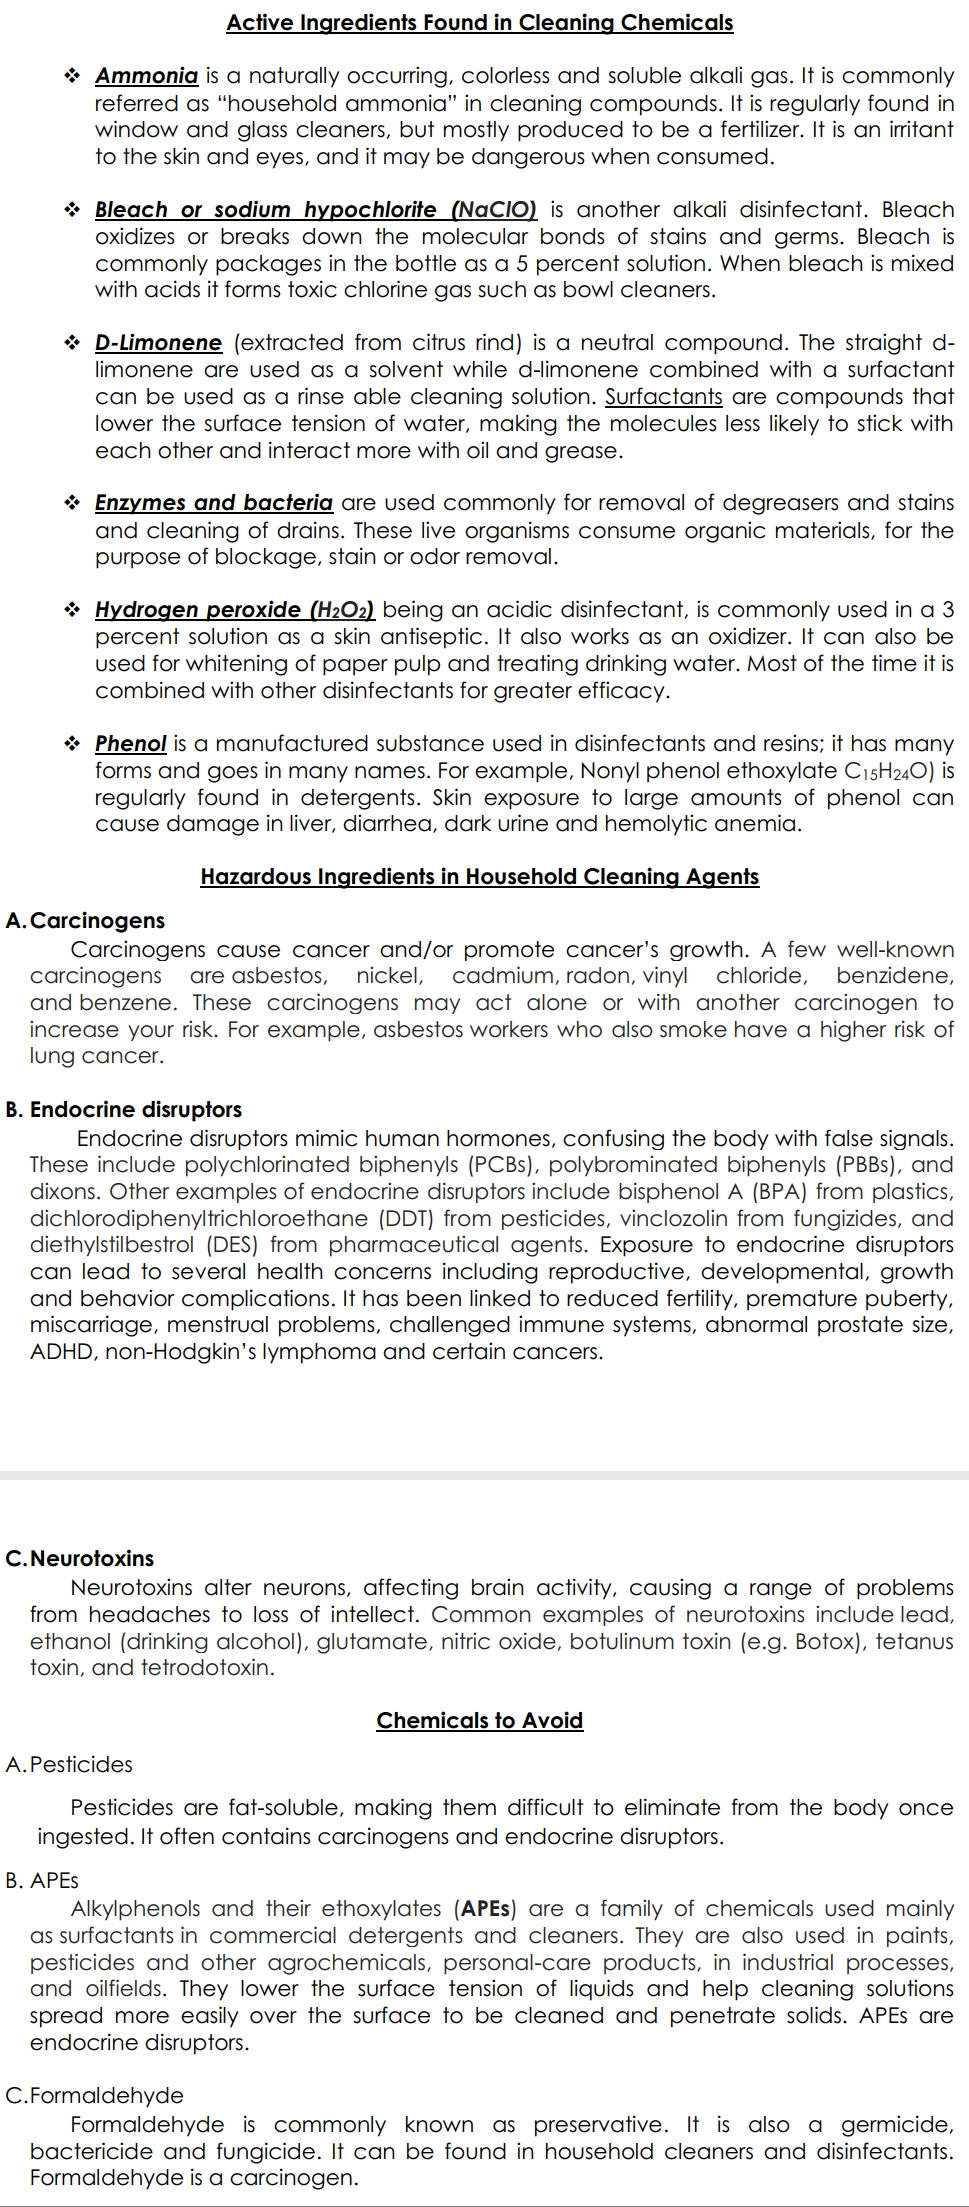 Active Ingredients Found in Cleaning Chemicals
❖ Ammonia is a naturally occurring, colorless and soluble alkali gas. It is commonly
referred as “household ammonia” in cleaning compounds. It is regularly found in
window and glass cleaners, but mostly produced to be a fertilizer. It is an irritant
to the skin and eyes, and it may be dangerous when consumed.
❖ Bleach or sodium hypochlorite (NaClO) is another alkali disinfectant. Bleach
oxidizes or breaks down the molecular bonds of stains and germs. Bleach is
commonly packages in the bottle as a 5 percent solution. When bleach is mixed
with acids it forms toxic chlorine gas such as bowl cleaners.
❖ D-Limonene (extracted from citrus rind) is a neutral compound. The straight d-
limonene are used as a solvent while d-limonene combined with a surfactant
can be used as a rinse able cleaning solution. Surfactants are compounds that
lower the surface tension of water, making the molecules less likely to stick with
each other and interact more with oil and grease.
❖ Enzymes and bacteria are used commonly for removal of degreasers and stains
and cleaning of drains. These live organisms consume organic materials, for the
purpose of blockage, stain or odor removal.
❖ Hydrogen peroxide (H₂O₂) being an acidic disinfectant, is commonly used in a 3
percent solution as a skin antiseptic. It also works as an oxidizer. It can also be
used for whitening of paper pulp and treating drinking water. Most of the time it is
combined with other disinfectants for greater efficacy.
❖ Phenol is a manufactured substance used in disinfectants and resins; it has many
forms and goes in many names. For example, Nonyl phenol ethoxylate C₁₅H₂₄O) is
regularly found in detergents. Skin exposure to large amounts of phenol can
cause damage in liver, diarrhea, dark urine and hemolytic anemia.
Hazardous Ingredients in Household Cleaning Agents
A. Carcinogens
Carcinogens cause cancer and/or promote cancer’s growth. A few well-known
carcinogens are asbestos, nickel, cadmium, radon, vinyl chloride, benzidene,
and benzene. These carcinogens may act alone or with another carcinogen to
increase your risk. For example, asbestos workers who also smoke have a higher risk of
lung cancer.
B. Endocrine disruptors
Endocrine disruptors mimic human hormones, confusing the body with false signals.
These include polychlorinated biphenyls (PCBs), polybrominated biphenyls (PBBs), and
dixons. Other examples of endocrine disruptors include bisphenol A (BPA) from plastics,
dichlorodiphenyltrichloroethane (DDT) from pesticides, vinclozolin from fungizides, and
diethylstilbestrol (DES) from pharmaceutical agents. Exposure to endocrine disruptors
can lead to several health concerns including reproductive, developmental, growth
and behavior complications. It has been linked to reduced fertility, premature puberty,
miscarriage, menstrual problems, challenged immune systems, abnormal prostate size,
ADHD, non-Hodgkin’s lymphoma and certain cancers.
C. Neurotoxins
Neurotoxins alter neurons, affecting brain activity, causing a range of problems
from headaches to loss of intellect. Common examples of neurotoxins include lead,
ethanol (drinking alcohol), glutamate, nitric oxide, botulinum toxin (e.g. Botox), tetanus
toxin, and tetrodotoxin.
Chemicals to Avoid
A. Pesticides
Pesticides are fat-soluble, making them difficult to eliminate from the body once
ingested. It often contains carcinogens and endocrine disruptors.
B. APEs
Alkylphenols and their ethoxylates (APEs) are a family of chemicals used mainly
as surfactants in commercial detergents and cleaners. They are also used in paints,
pesticides and other agrochemicals, personal-care products, in industrial processes,
and oilfields. They lower the surface tension of liquids and help cleaning solutions
spread more easily over the surface to be cleaned and penetrate solids. APEs are
endocrine disruptors.
C. Formaldehyde
Formaldehyde is commonly known as preservative. It is also a germicide,
bactericide and fungicide. It can be found in household cleaners and disinfectants.
Formaldehyde is a carcinogen.